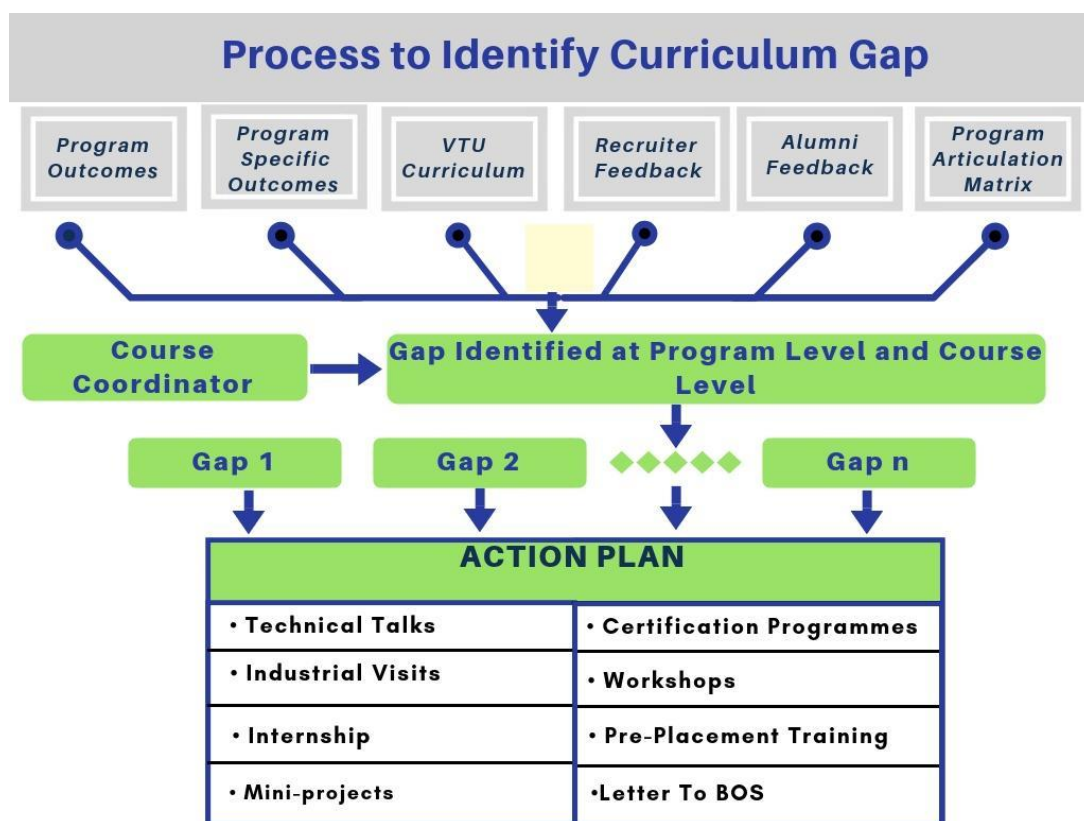 Process to Identify Curriculum Gap
Program
Outcomes
Program
Specific
Outcomes
VTU
Curriculum
Recruiter
Feedback
Alumni
Feedback
Program
Articulation
Matrix
Course
Coordinator
Gap Identified at Program Level and Course
Level
Gap 1
Gap 2
Gap n
ACTION PLAN
• Technical Talks
• Certification Programmes
• Industrial Visits
• Workshops
• Internship
• Pre-Placement Training
• Mini-projects
•Letter To BOS